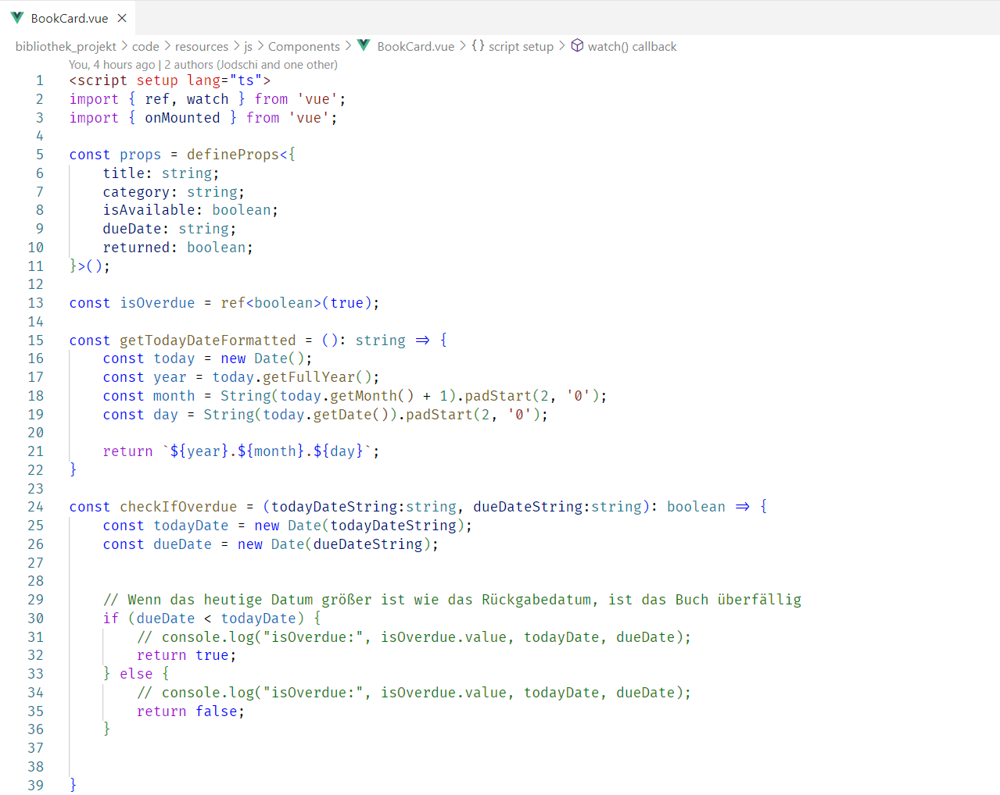 BookCard.vue ×
bibliothek_projekt > code > resources > js > Components > BookCard.vue > {} script setup > watch() callback
You, 4 hours ago | 2 authors (Jodschi and one other)
1 <script setup lang="ts">
2 import { ref, watch } from 'vue';
3 import { onMounted } from 'vue';
4
5 const props = defineProps<{
6     title: string;
7     category: string;
8     isAvailable: boolean;
9     dueDate: string;
10     returned: boolean;
11 }>();
12
13 const isOverdue = ref<boolean>(true);
14
15 const getTodayDateFormatted = (): string => {
16     const today = new Date();
17     const year = today.getFullYear();
18     const month = String(today.getMonth() + 1).padStart(2, '0');
19     const day = String(today.getDate()).padStart(2, '0');
20
21     return `${year}.${month}.${day}`;
22 }
23
24 const checkIfOverdue = (todayDateString:string, dueDateString:string): boolean => {
25     const todayDate = new Date(todayDateString);
26     const dueDate = new Date(dueDateString);
27
28
29     // Wenn das heutige Datum größer ist wie das Rückgabedatum, ist das Buch überfällig
30     if (dueDate < todayDate) {
31         // console.log("isOverdue:", isOverdue.value, todayDate, dueDate);
32         return true;
33     } else {
34         // console.log("isOverdue:", isOverdue.value, todayDate, dueDate);
35         return false;
36     }
37
38
39 }